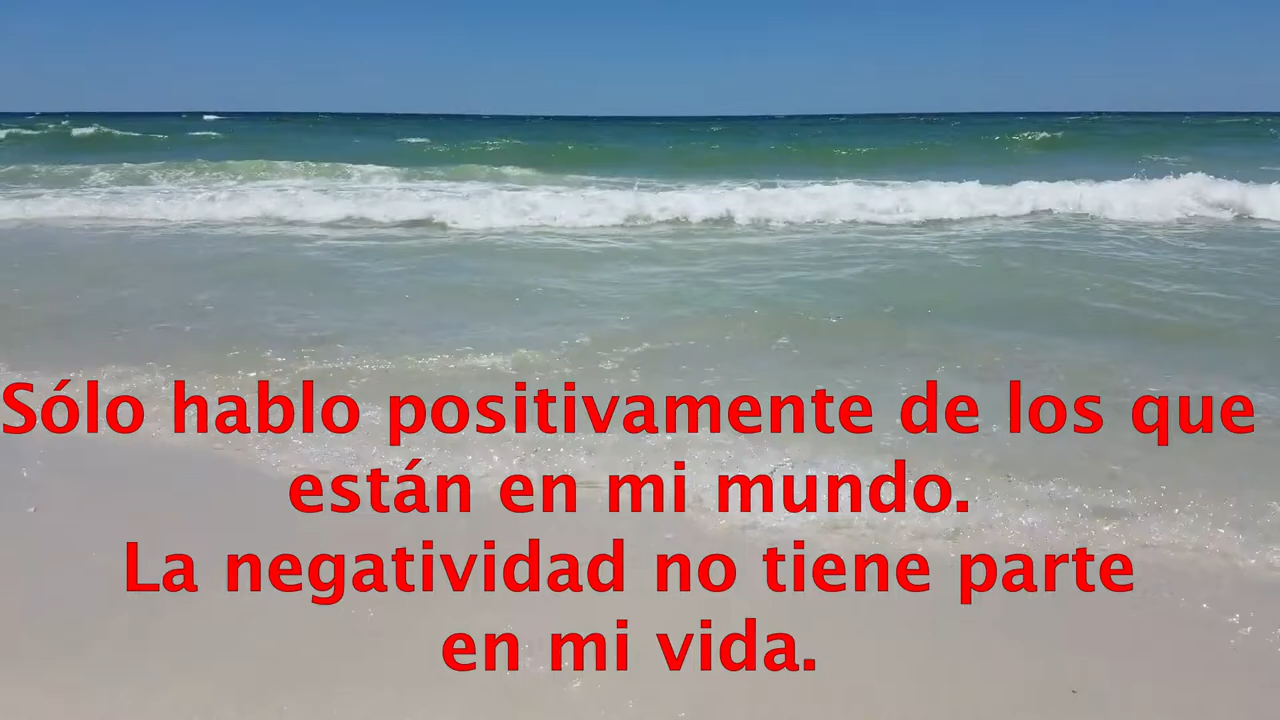 Sólo hablo positivamente de los que
están en mi mundo.
La negatividad no tiene parte
en mi vida.